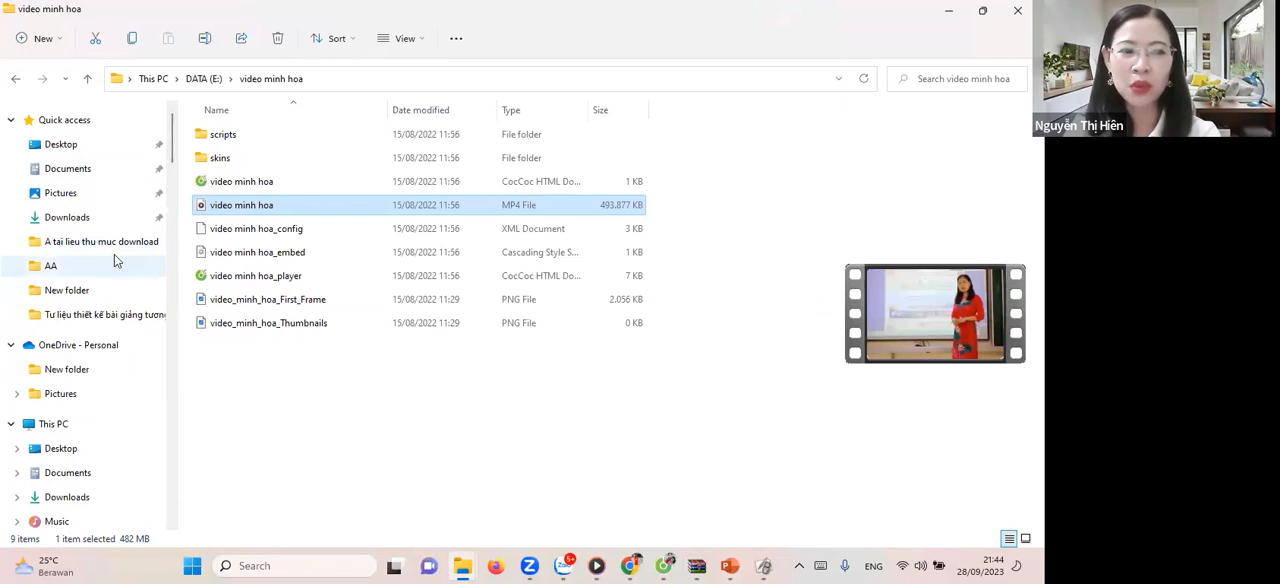 video minh hoa
New
Sort
View
This PC
DATA (E:)
video minh hoa
Search video minh hoa
Nguyễn Thị Hiên
Name
Date modified
Type
Size
Quick access
Desktop
Documents
Pictures
Downloads
A tai lieu thu muc download
AA
New folder
Tư liệu thiết kế bài giảng tương
OneDrive - Personal
New folder
Pictures
This PC
Desktop
Documents
Downloads
Music
scripts 15/08/2022 11:56 File folder
skins 15/08/2022 11:56 File folder
video minh hoa 15/08/2022 11:56 CocCoc HTML Do... 1 KB
video minh hoa 15/08/2022 11:56 MP4 File 493.877 KB
video minh hoa_config 15/08/2022 11:56 XML Document 3 KB
video minh hoa_embed 15/08/2022 11:56 Cascading Style S... 1 KB
video minh hoa_player 15/08/2022 11:56 CocCoc HTML Do... 7 KB
video_minh_hoa_First_Frame 15/08/2022 11:29 PNG File 2.056 KB
video_minh_hoa_Thumbnails 15/08/2022 11:29 PNG File 0 KB
9 items 1 item selected 482 MB
25°C
Berawan
Search
5+
Zalo
ENG
21:44
28/09/2023